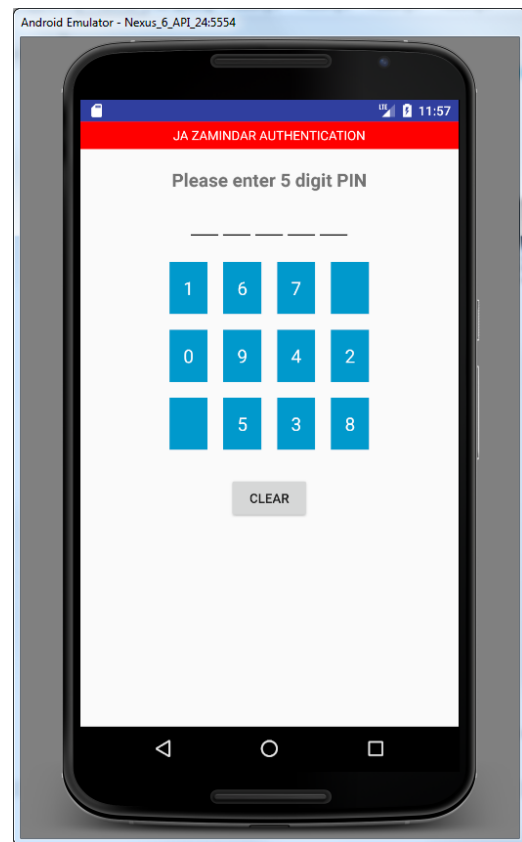 Android Emulator - Nexus_6_API_24:5554
LTE 11:57
JA ZAMINDAR AUTHENTICATION
Please enter 5 digit PIN
1 6 7
0 9 4 2
5 3 8
CLEAR